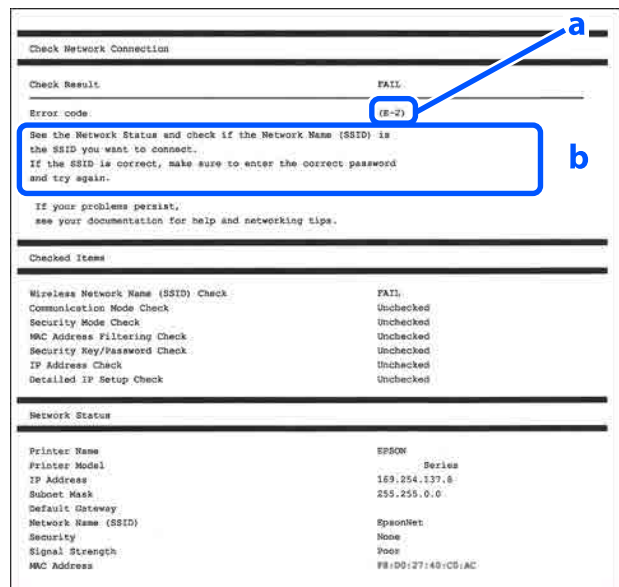 a
Check Network Connection
Check Result FAIL
Error code (E-2)
See the Network Status and check if the Network Name (SSID) is
the SSID you want to connect.
If the SSID is correct, make sure to enter the correct password
and try again.
b
If your problems persist,
see your documentation for help and networking tips.
Checked Items
Wireless Network Name (SSID) Check FAIL
Communication Mode Check Unchecked
Security Mode Check Unchecked
MAC Address Filtering Check Unchecked
Security Key/Password Check Unchecked
IP Address Check Unchecked
Detailed IP Setup Check Unchecked
Network Status
Printer Name EPSON
Printer Model Series
IP Address 169.254.137.8
Subnet Mask 255.255.0.0
Default Gateway
Network Name (SSID) EpsonNet
Security None
Signal Strength Poor
MAC Address F8:D0:27:40:C0:AC